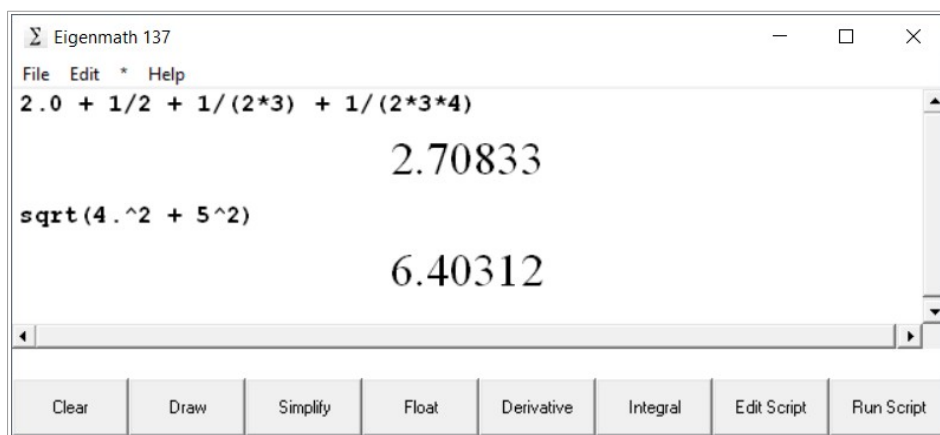 Σ Eigenmath 137
File Edit * Help
2.0 + 1/2 + 1/(2*3) + 1/(2*3*4)
2.70833
sqrt(4.^2 + 5^2)
6.40312
Clear Draw Simplify Float Derivative Integral Edit Script Run Script